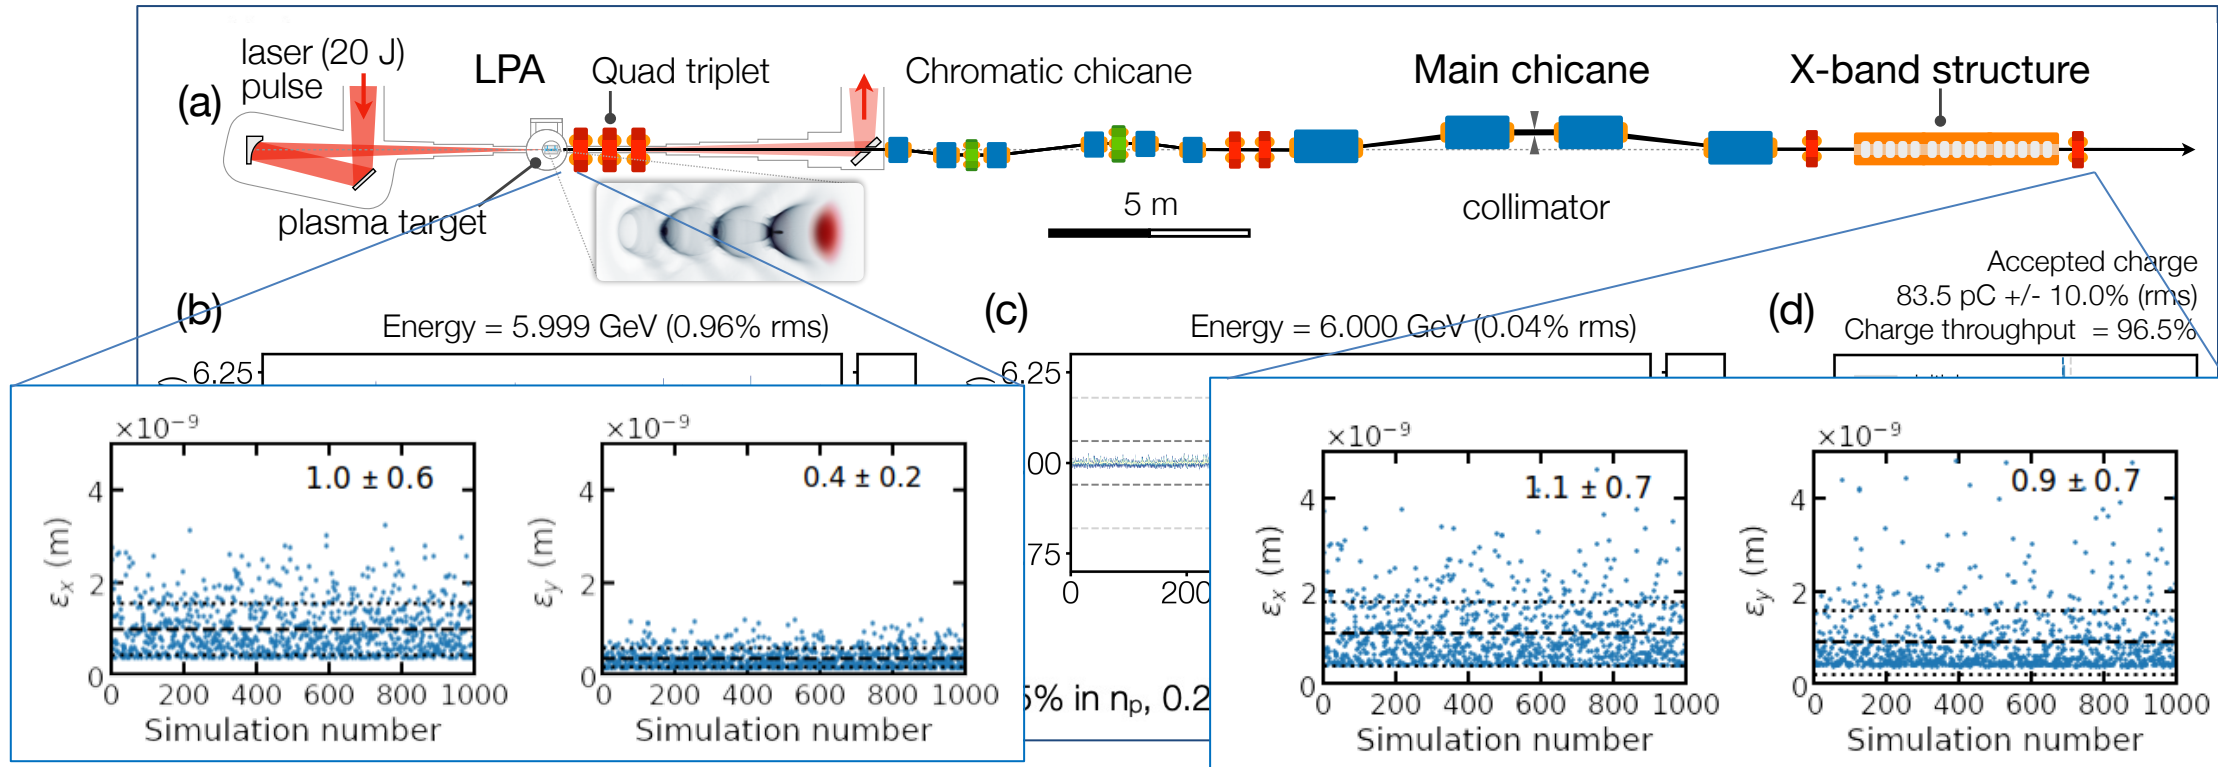 (a)
laser (20 J)
pulse
LPA
Quad triplet
Chromatic chicane
Main chicane
X-band structure
plasma target
5 m
collimator
Accepted charge
83.5 pC +/- 10.0% (rms)
Charge throughput = 96.5%
(b)
Energy = 5.999 GeV (0.96% rms)
6.25
(c)
Energy = 6.000 GeV (0.04% rms)
6.25
00
75
0
200
(d)
5% in nₚ, 0.2
×10⁻⁹
1.0 ± 0.6
4
2
0
εₓ (m)
0 200 400 600 800 1000
Simulation number
×10⁻⁹
0.4 ± 0.2
4
2
0
ε_y (m)
0 200 400 600 800 1000
Simulation number
×10⁻⁹
1.1 ± 0.7
4
2
0
εₓ (m)
0 200 400 600 800 1000
Simulation number
×10⁻⁹
0.9 ± 0.7
4
2
0
ε_y (m)
0 200 400 600 800 1000
Simulation number